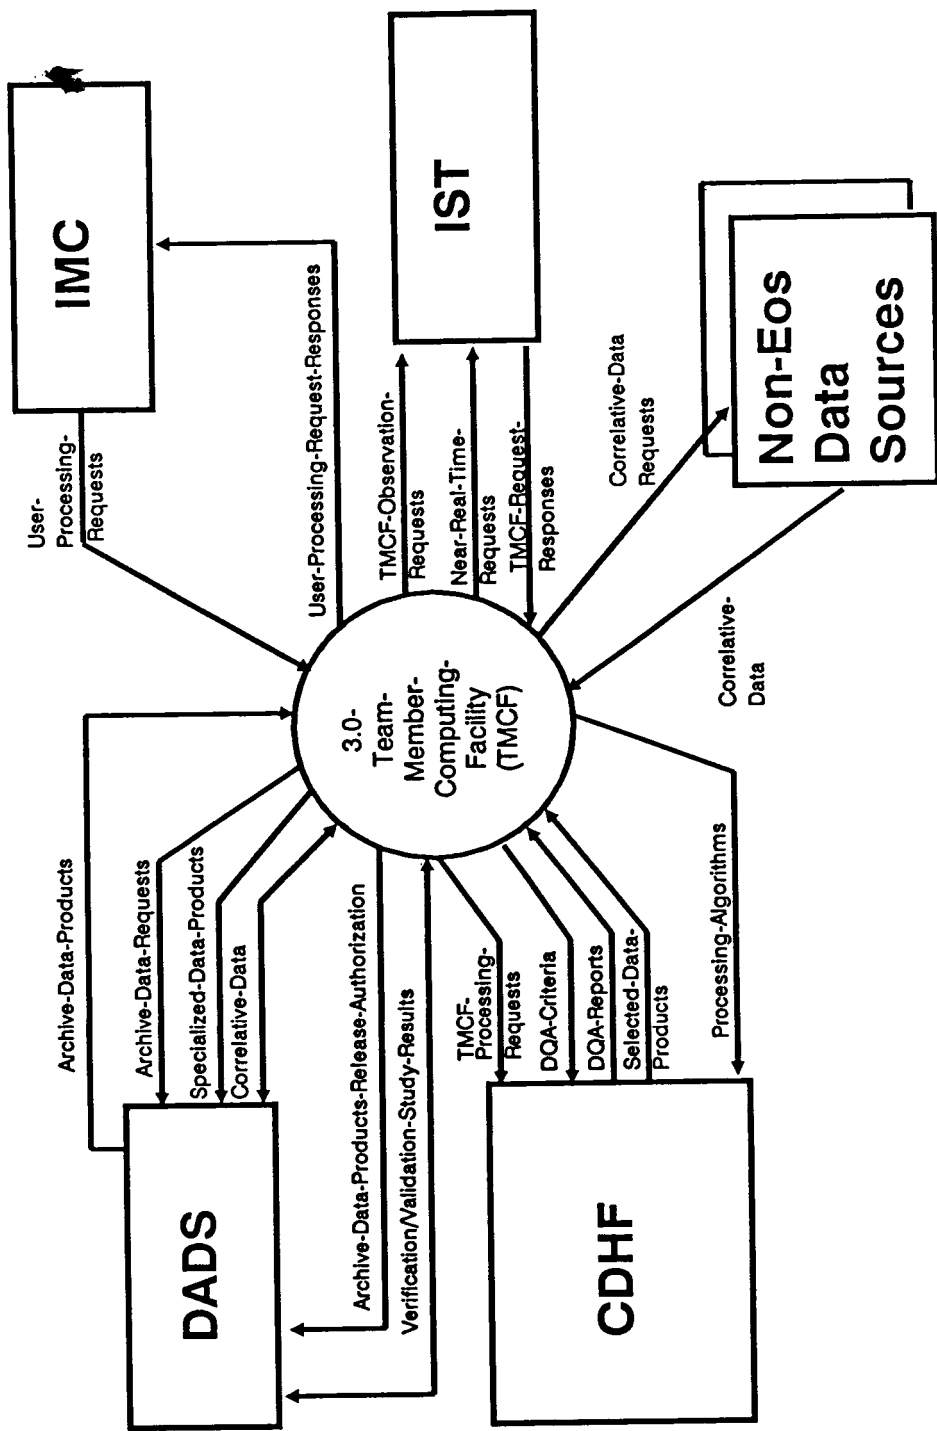 Archive-Data-Products
Archive-Data-Requests
Specialized-Data-Products
Correlative-Data
DADS
Archive-Data-Products-Release-Authorization
Verification/Validation-Study-Results
User-
Processing-
Requests
IMC
User-Processing-Request-Responses
3.0-
Team-
Member-
Computing-
Facility
(TMCF)
TMCF-Observation-
Requests
Near-Real-Time-
Requests
TMCF-Request-
Responses
IST
TMCF-
Processing-
Requests
DQA-Criteria
DQA-Reports
Selected-Data-
Products
CDHF
Processing-Algorithms
Correlative-
Data
Correlative-Data
Requests
Non-Eos
Data
Sources